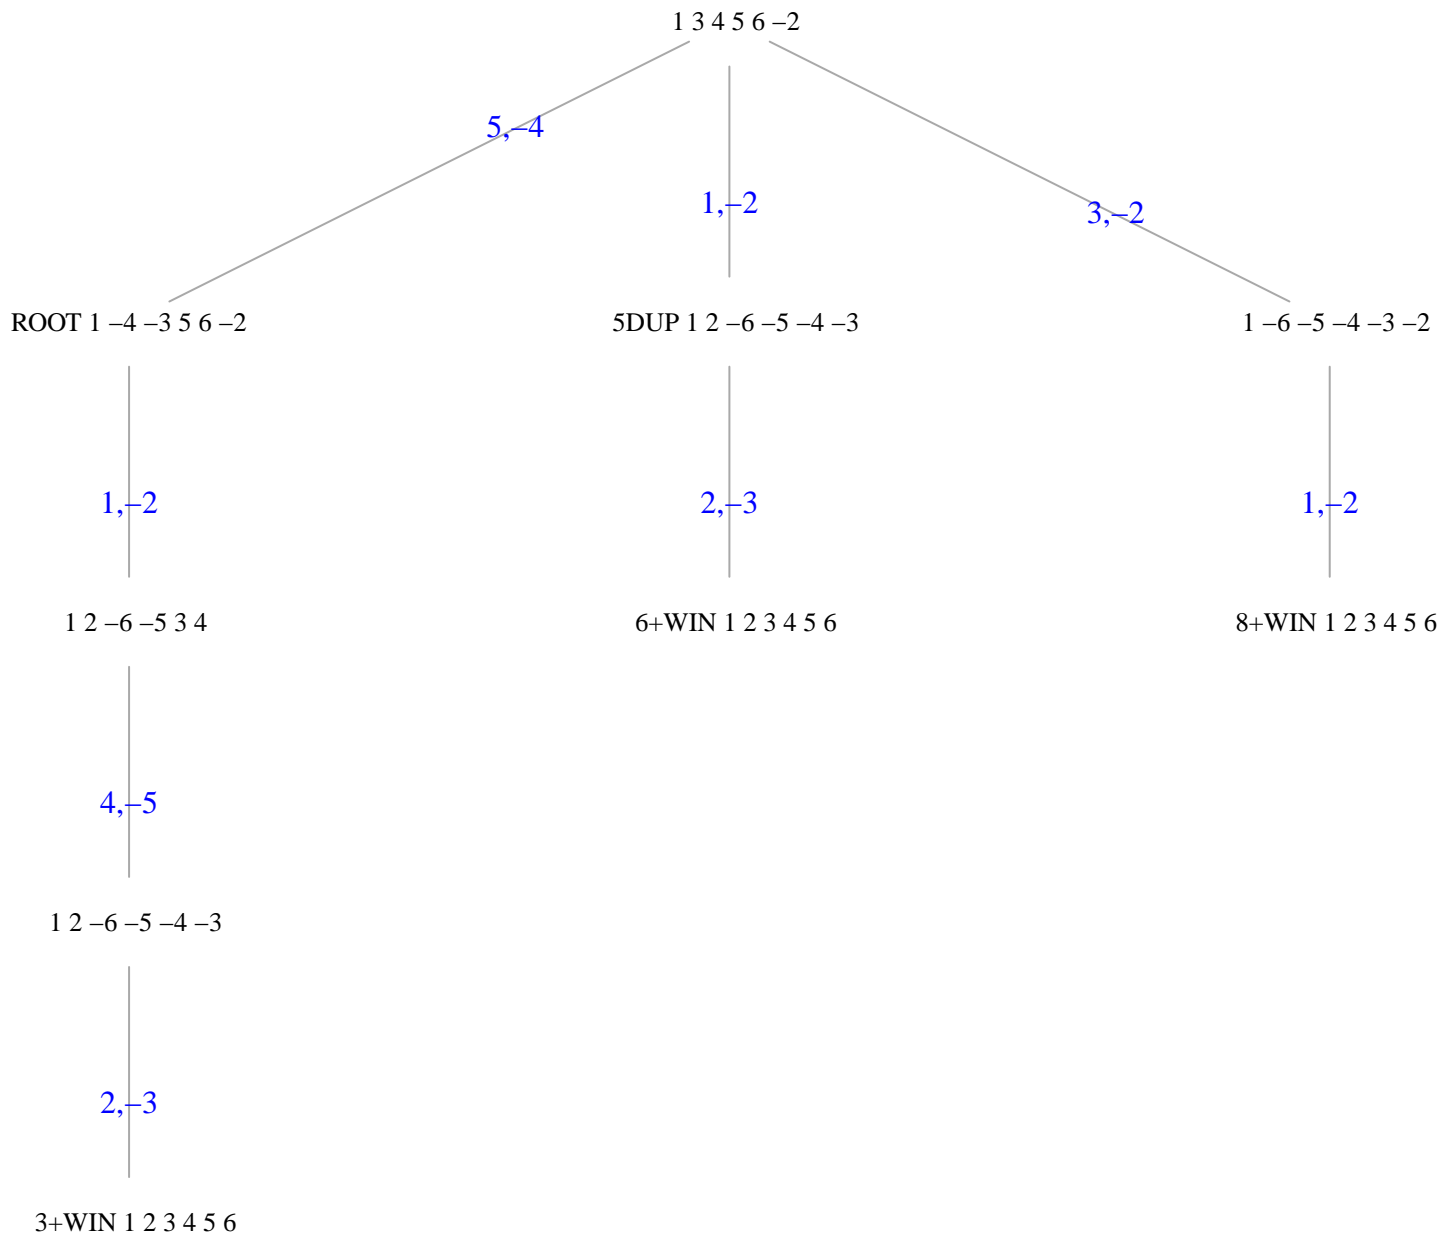 1 3 4 5 6 –2
5,–4
1,–2
3,–2
ROOT 1 –4 –3 5 6 –2
5DUP 1 2 –6 –5 –4 –3
1 –6 –5 –4 –3 –2
1,–2
2,–3
1,–2
1 2 –6 –5 3 4
6+WIN 1 2 3 4 5 6
8+WIN 1 2 3 4 5 6
4,–5
1 2 –6 –5 –4 –3
2,–3
3+WIN 1 2 3 4 5 6